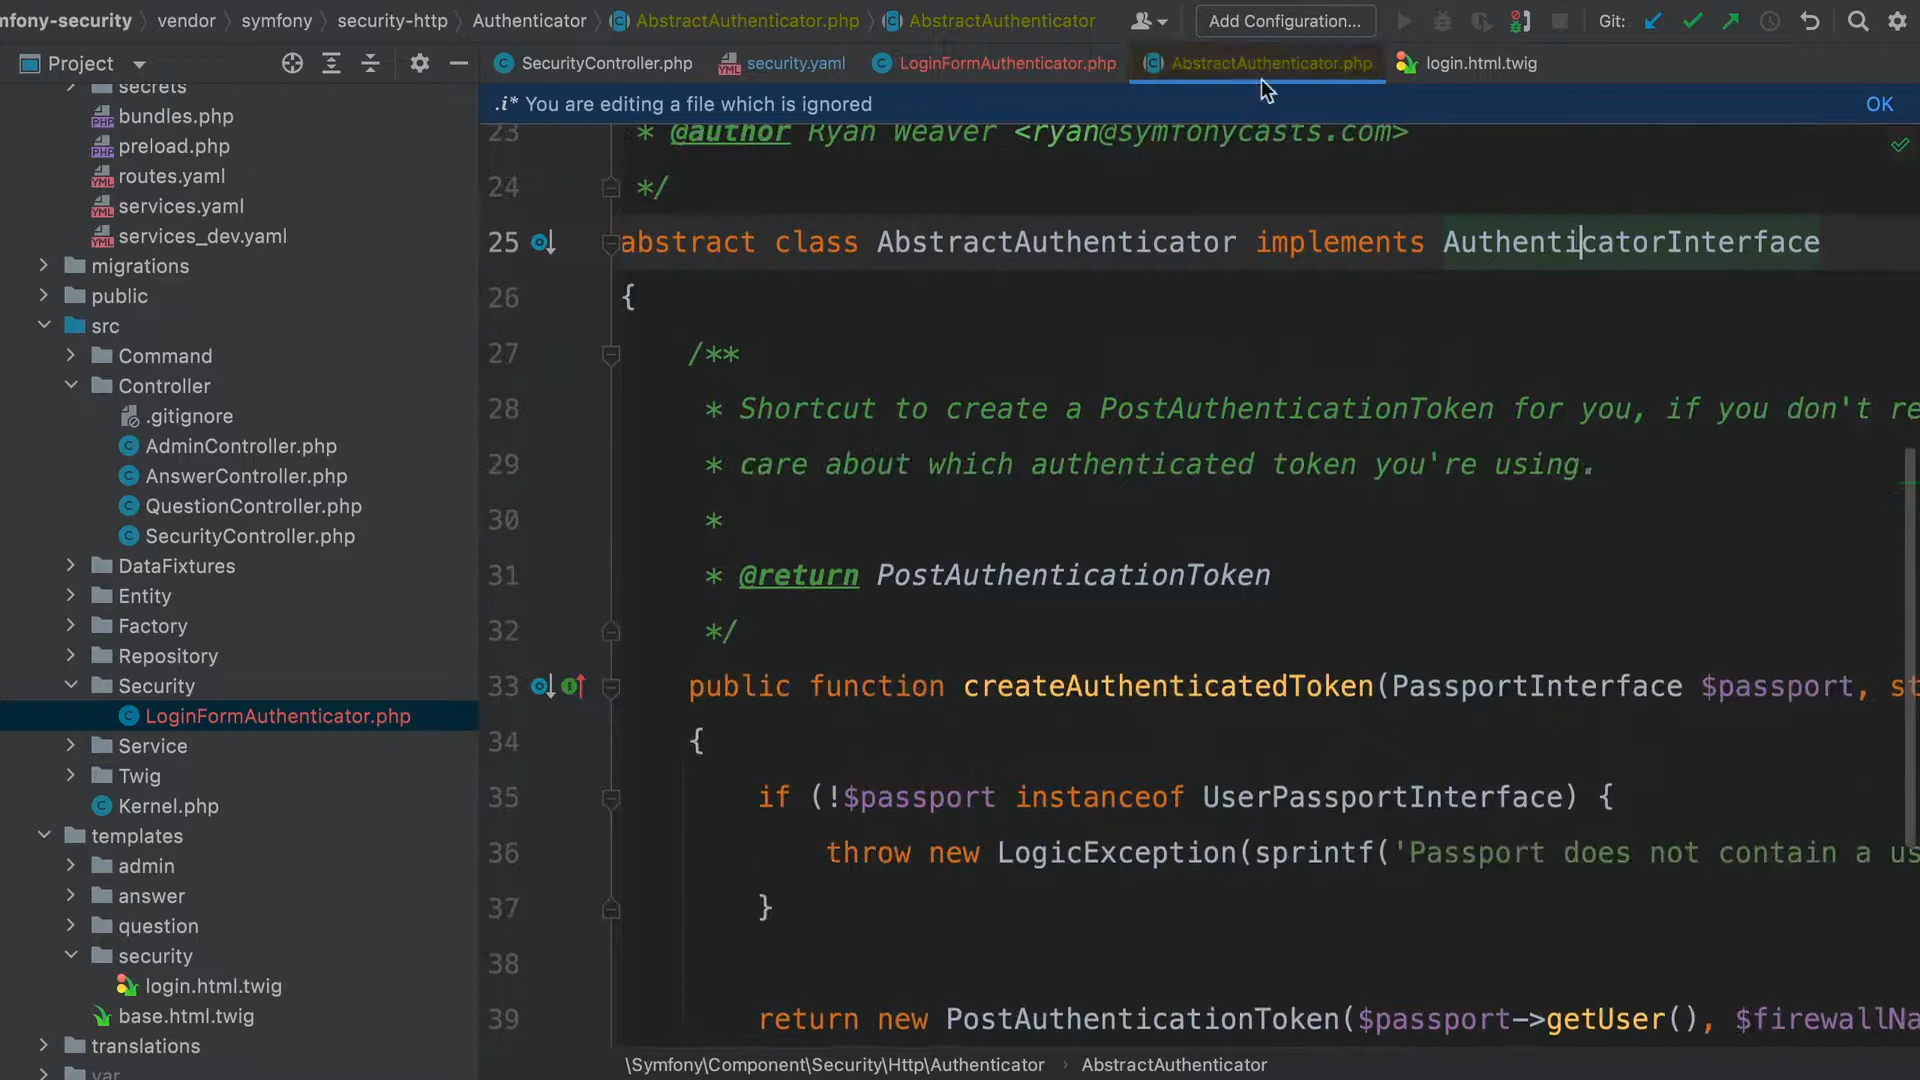 mfony-security > vendor > symfony > security-http > Authenticator > AbstractAuthenticator.php > AbstractAuthenticator
Add Configuration...
Git:
Project
SecurityController.php
security.yaml
LoginFormAuthenticator.php
AbstractAuthenticator.php
login.html.twig
.i* You are editing a file which is ignored
OK
secrets
bundles.php
preload.php
routes.yaml
services.yaml
services_dev.yaml
migrations
public
src
Command
Controller
.gitignore
AdminController.php
AnswerController.php
QuestionController.php
SecurityController.php
DataFixtures
Entity
Factory
Repository
Security
LoginFormAuthenticator.php
Service
Twig
Kernel.php
templates
admin
answer
question
security
login.html.twig
base.html.twig
translations
var
23 * @author Ryan Weaver <ryan@symfonycasts.com>
24 */
25 abstract class AbstractAuthenticator implements AuthenticatorInterface
26 {
27 /**
28 * Shortcut to create a PostAuthenticationToken for you, if you don't re
29 * care about which authenticated token you're using.
30 *
31 * @return PostAuthenticationToken
32 */
33 public function createAuthenticatedToken(PassportInterface $passport, st
34 {
35 if (!$passport instanceof UserPassportInterface) {
36 throw new LogicException(sprintf('Passport does not contain a us
37 }
38
39 return new PostAuthenticationToken($passport->getUser(), $firewallNa
\Symfony\Component\Security\Http\Authenticator > AbstractAuthenticator